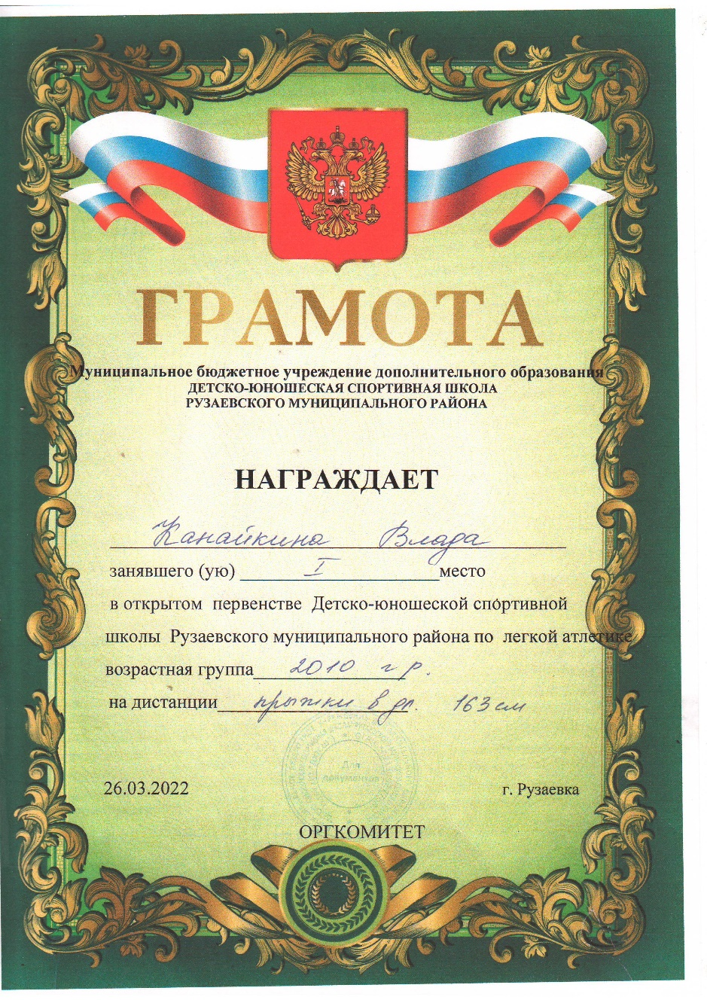 ГРАМОТА
Муниципальное бюджетное учреждение дополнительного образования
ДЕТСКО-ЮНОШЕСКАЯ СПОРТИВНАЯ ШКОЛА
РУЗАЕВСКОГО МУНИЦИПАЛЬНОГО РАЙОНА
НАГРАЖДАЕТ
Канайкина Влада
занявшего (ую) I место
в открытом первенстве Детско-юношеской спортивной
школы Рузаевского муниципального района по легкой атлетике
возрастная группа 2010 г р.
на дистанции прыжки в дл. 163 см
Для
документов
26.03.2022 г. Рузаевка
ОРГКОМИТЕТ